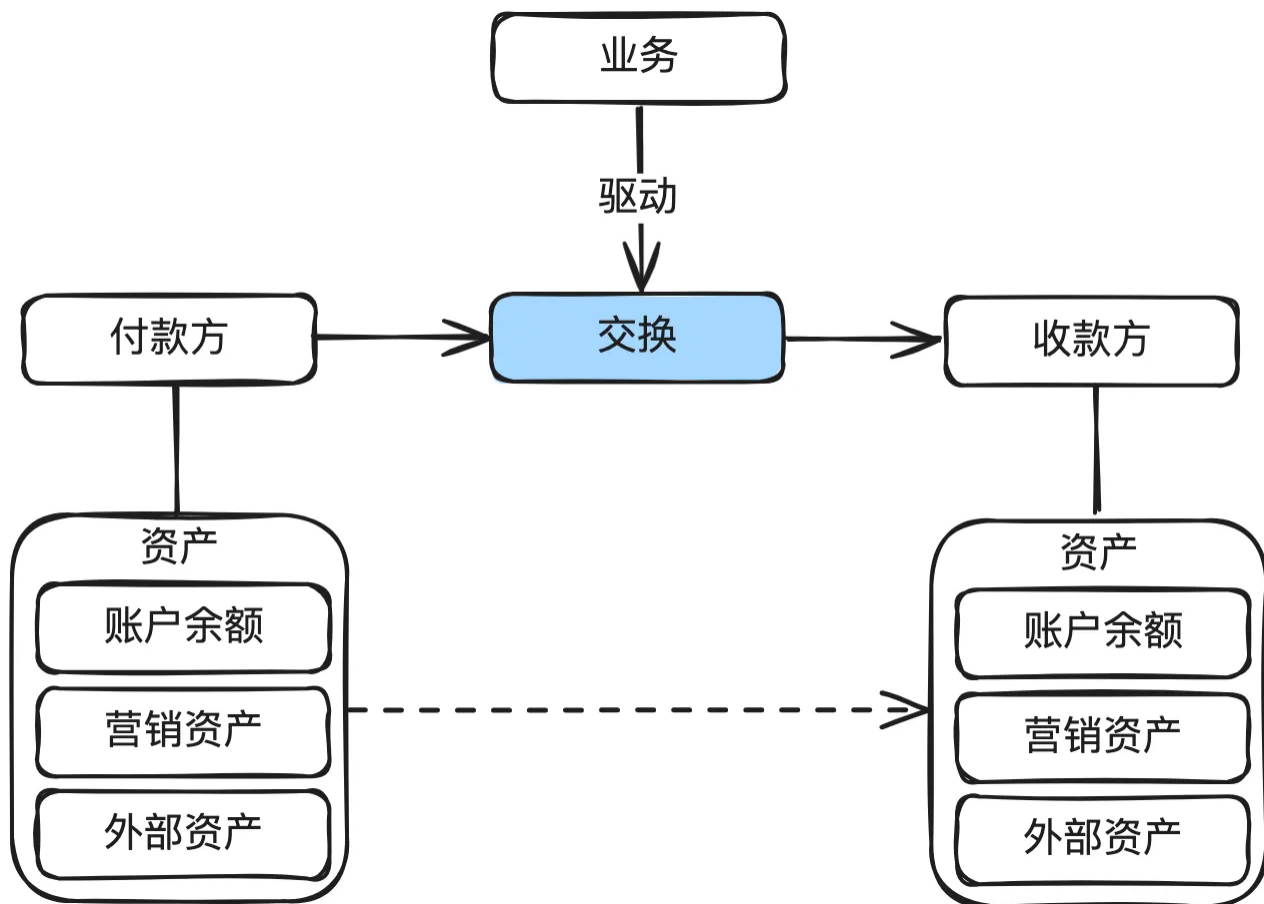 业务
驱动
付款方
交换
收款方
资产
账户余额
营销资产
外部资产
资产
账户余额
营销资产
外部资产